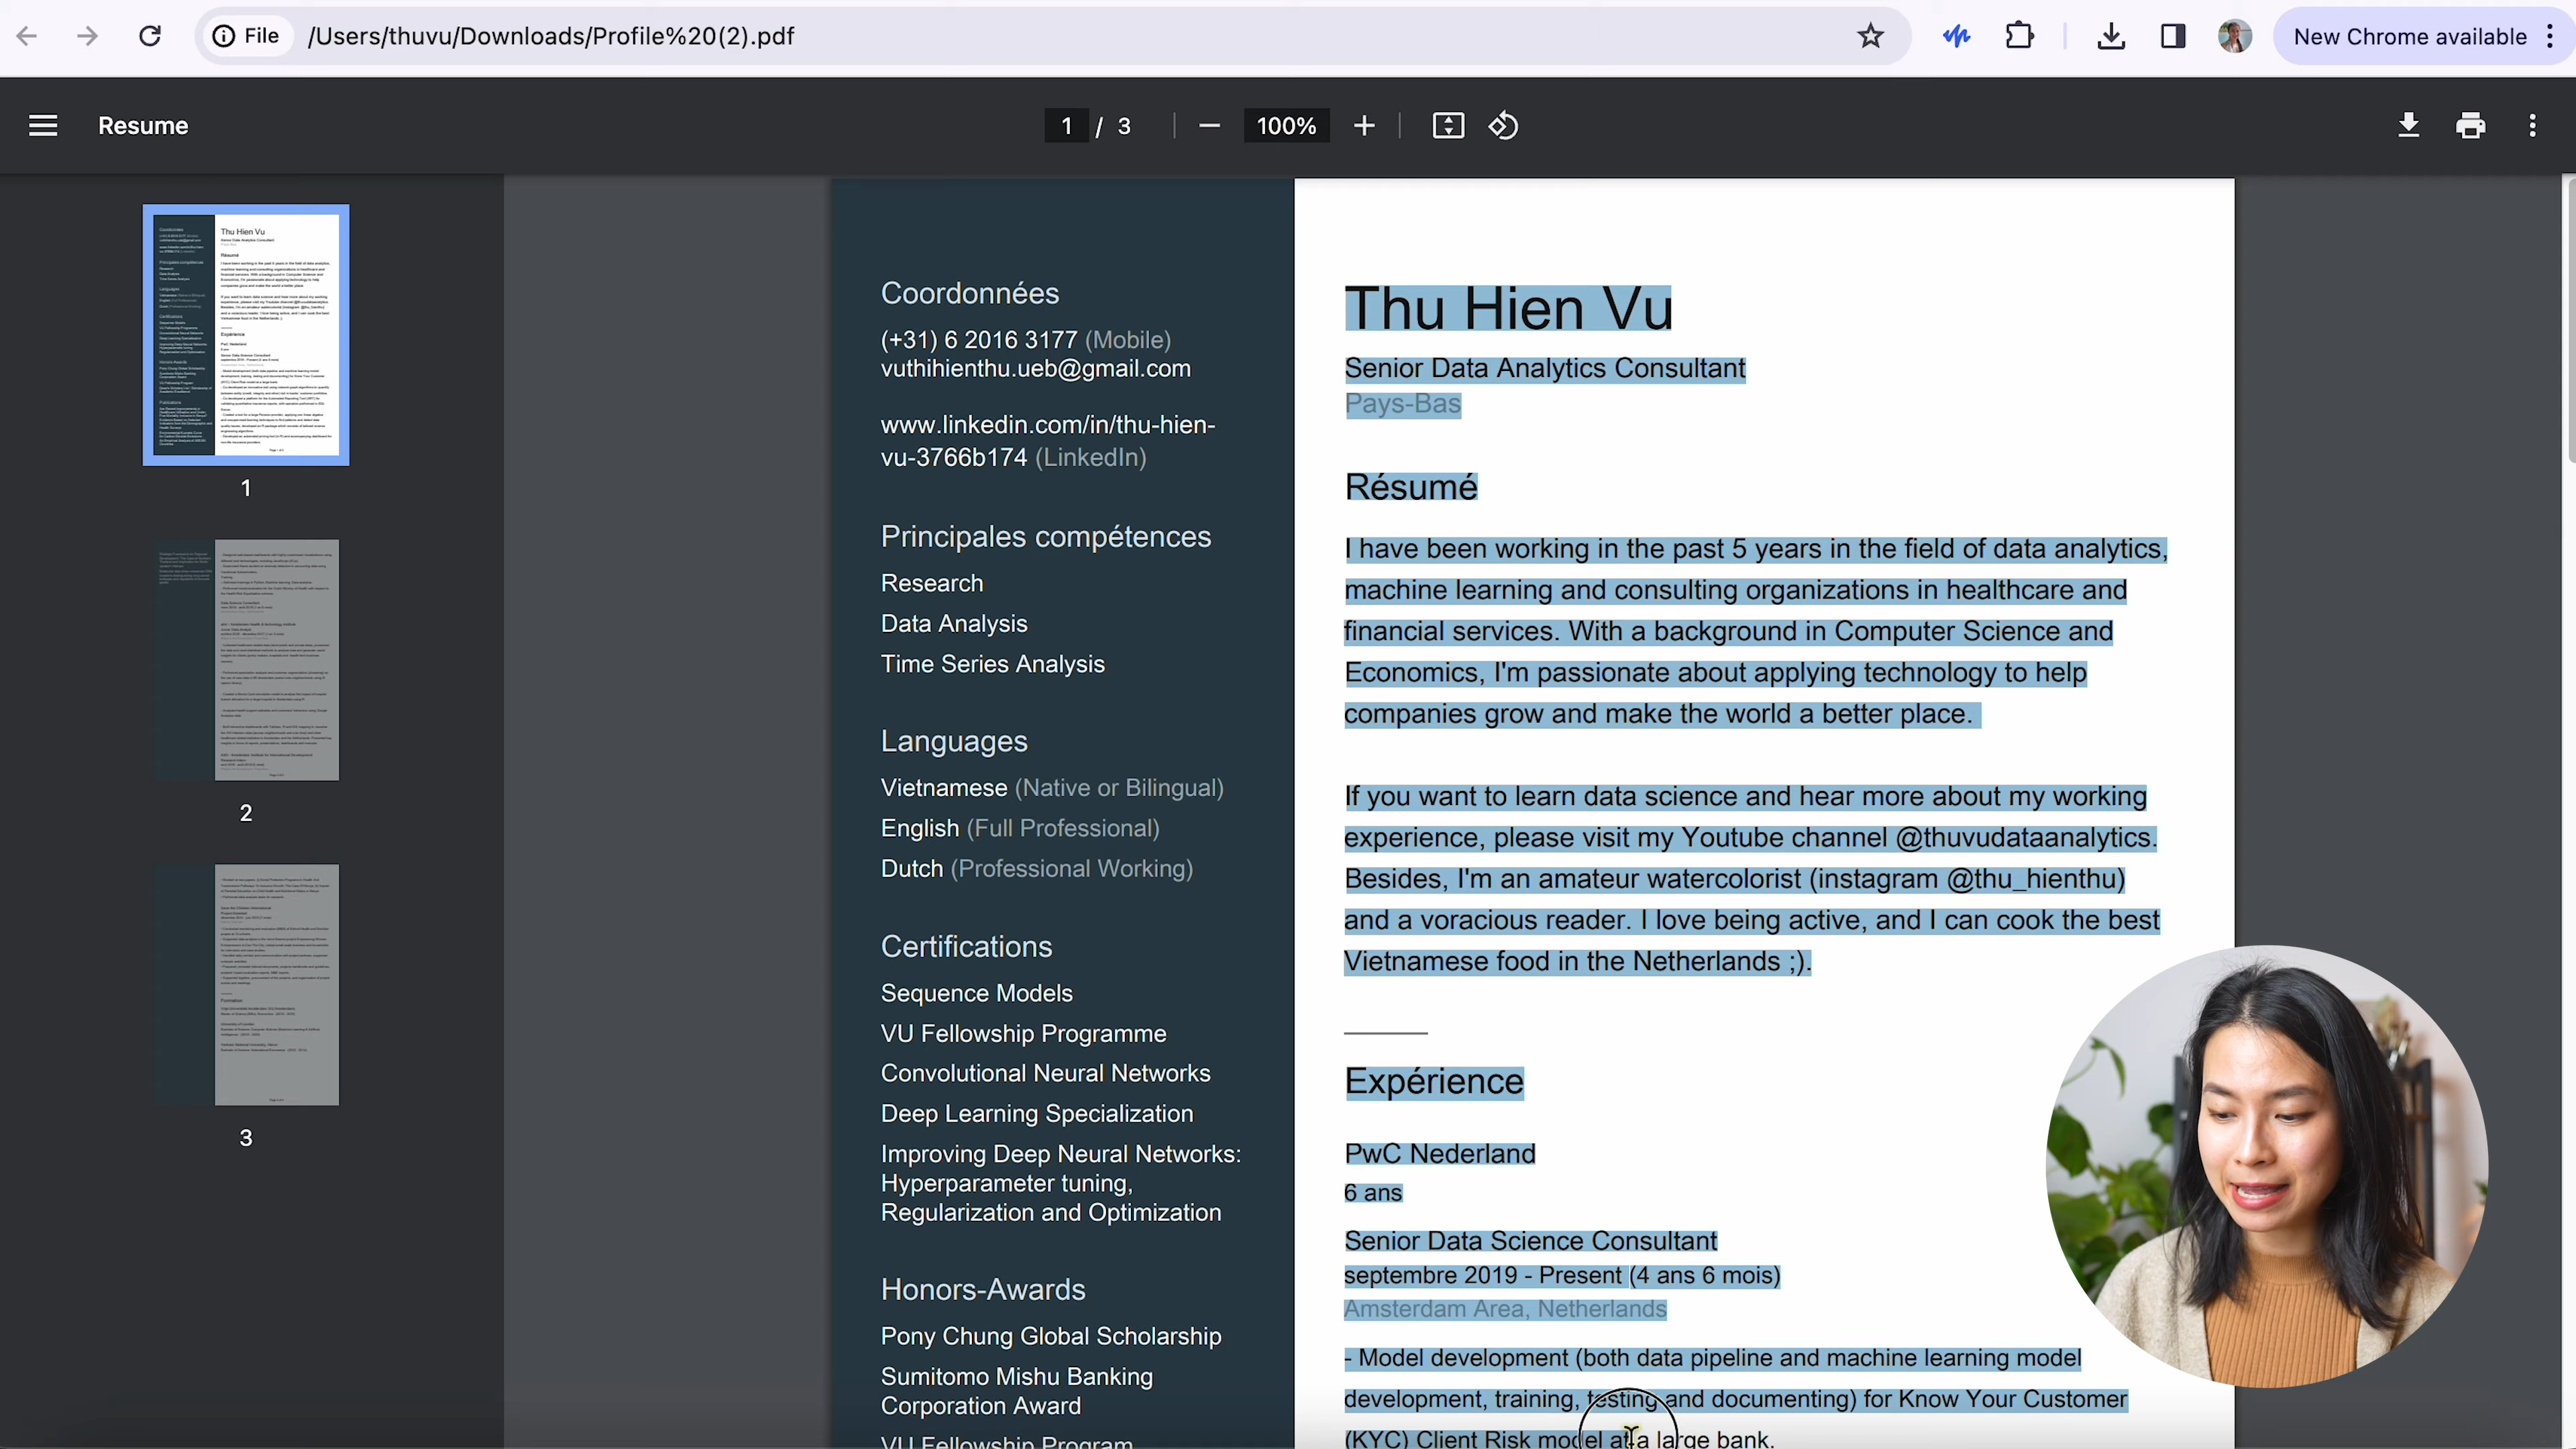 File
/Users/thuvu/Downloads/Profile%20(2).pdf
New Chrome available
Resume
1 / 3
100%
1
2
3
Coordonnées
(+31) 6 2016 3177 (Mobile)
vuthihienthu.ueb@gmail.com
www.linkedin.com/in/thu-hien-
vu-3766b174 (LinkedIn)
Principales compétences
Research
Data Analysis
Time Series Analysis
Languages
Vietnamese (Native or Bilingual)
English (Full Professional)
Dutch (Professional Working)
Certifications
Sequence Models
VU Fellowship Programme
Convolutional Neural Networks
Deep Learning Specialization
Improving Deep Neural Networks:
Hyperparameter tuning,
Regularization and Optimization
Honors-Awards
Pony Chung Global Scholarship
Sumitomo Mishu Banking
Corporation Award
VU Fellowship Program
Thu Hien Vu
Senior Data Analytics Consultant
Pays-Bas
Résumé
I have been working in the past 5 years in the field of data analytics,
machine learning and consulting organizations in healthcare and
financial services. With a background in Computer Science and
Economics, I'm passionate about applying technology to help
companies grow and make the world a better place.
If you want to learn data science and hear more about my working
experience, please visit my Youtube channel @thuvudataanalytics.
Besides, I'm an amateur watercolorist (instagram @thu_hienthu)
and a voracious reader. I love being active, and I can cook the best
Vietnamese food in the Netherlands ;).
Expérience
PwC Nederland
6 ans
Senior Data Science Consultant
septembre 2019 - Present (4 ans 6 mois)
Amsterdam Area, Netherlands
- Model development (both data pipeline and machine learning model
development, training, testing and documenting) for Know Your Customer
(KYC) Client Risk model at a large bank.